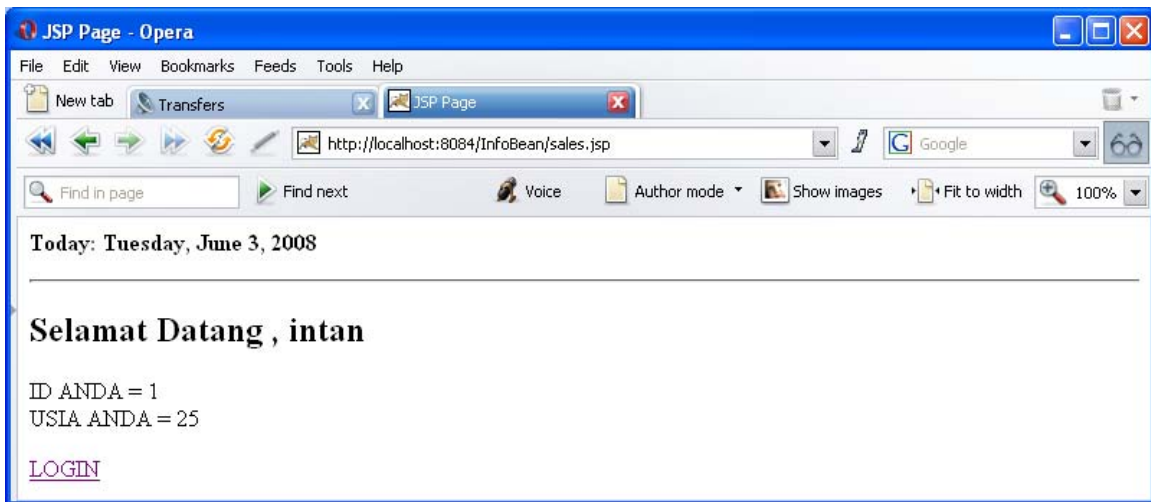 JSP Page - Opera
File Edit View Bookmarks Feeds Tools Help
New tab Transfers JSP Page
http://localhost:8084/InfoBean/sales.jsp G Google
Find in page Find next Voice Author mode Show images Fit to width 100%
Today: Tuesday, June 3, 2008
Selamat Datang , intan
ID ANDA = 1
USIA ANDA = 25
LOGIN